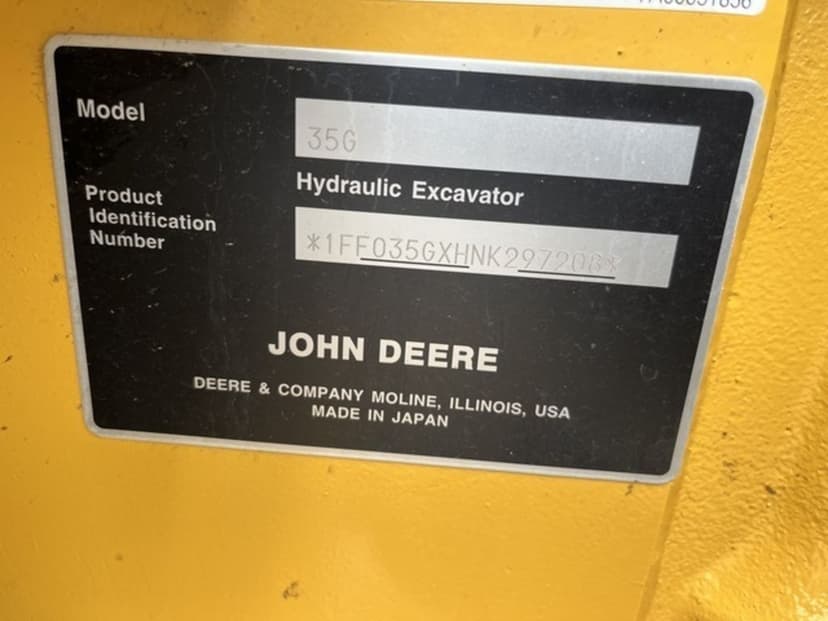 Model
35G
Hydraulic Excavator
Product
Identification
Number
*1FF035GXHNK297208*
JOHN DEERE
DEERE & COMPANY MOLINE, ILLINOIS, USA
MADE IN JAPAN